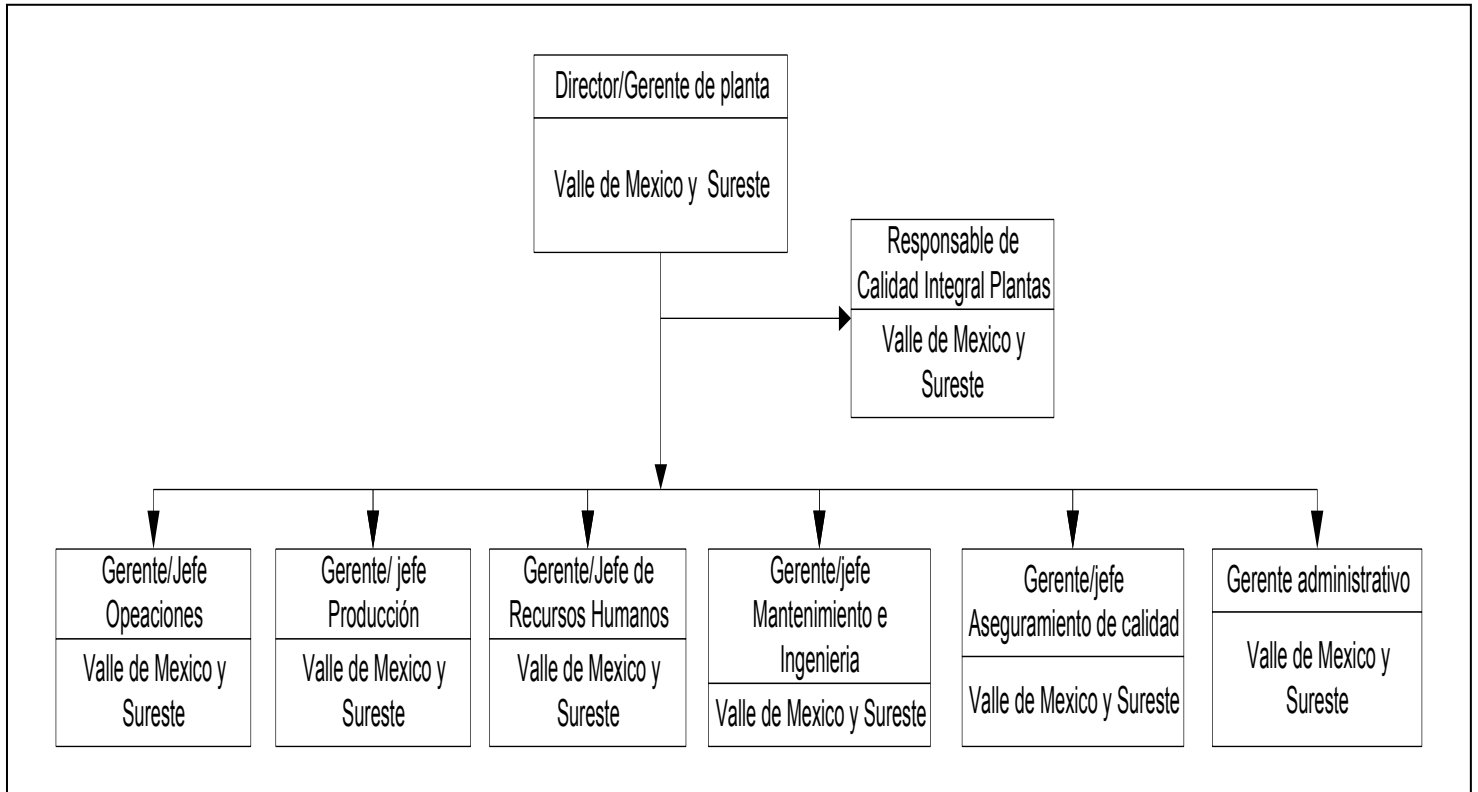 Director/Gerente de planta
Valle de Mexico y Sureste
Responsable de
Calidad Integral Plantas
Valle de Mexico y
Sureste
Gerente/Jefe
Opeaciones
Valle de Mexico y
Sureste
Gerente/ jefe
Producción
Valle de Mexico y
Sureste
Gerente/Jefe de
Recursos Humanos
Valle de Mexico y
Sureste
Gerente/jefe
Mantenimiento e
Ingenieria
Valle de Mexico y Sureste
Gerente/jefe
Aseguramiento de calidad
Valle de Mexico y Sureste
Gerente administrativo
Valle de Mexico y
Sureste